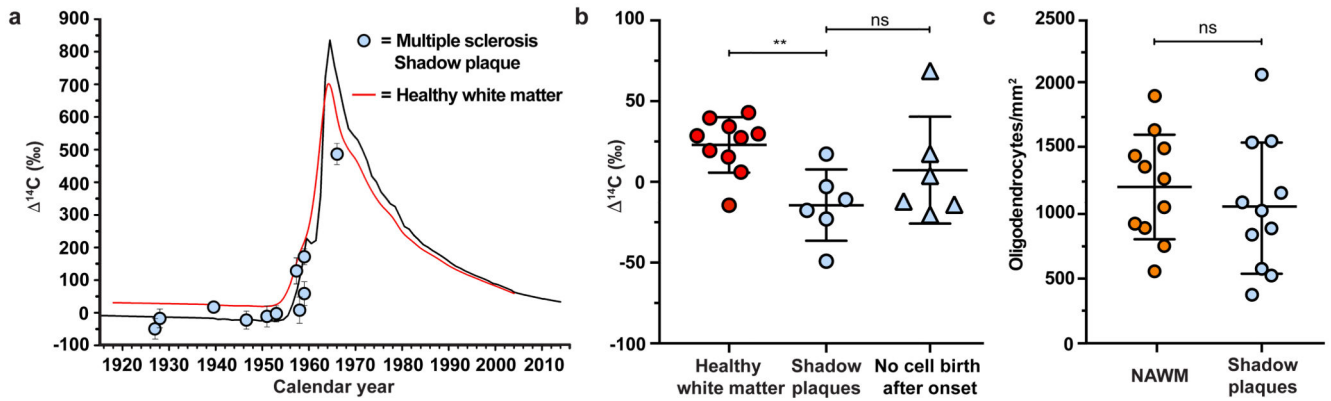 a
900
800
700
600
500
400
300
200
100
0
-100
Δ¹⁴C (‰)
= Multiple sclerosis
Shadow plaque
= Healthy white matter
1920 1930 1940 1950 1960 1970 1980 1990 2000 2010
Calendar year
b
100
50
0
-50
-100
Δ¹⁴C (‰)
**
ns
Healthy
white matter
Shadow
plaques
No cell birth
after onset
c
2500
2000
1500
1000
500
0
Oligodendrocytes/mm²
ns
NAWM
Shadow
plaques